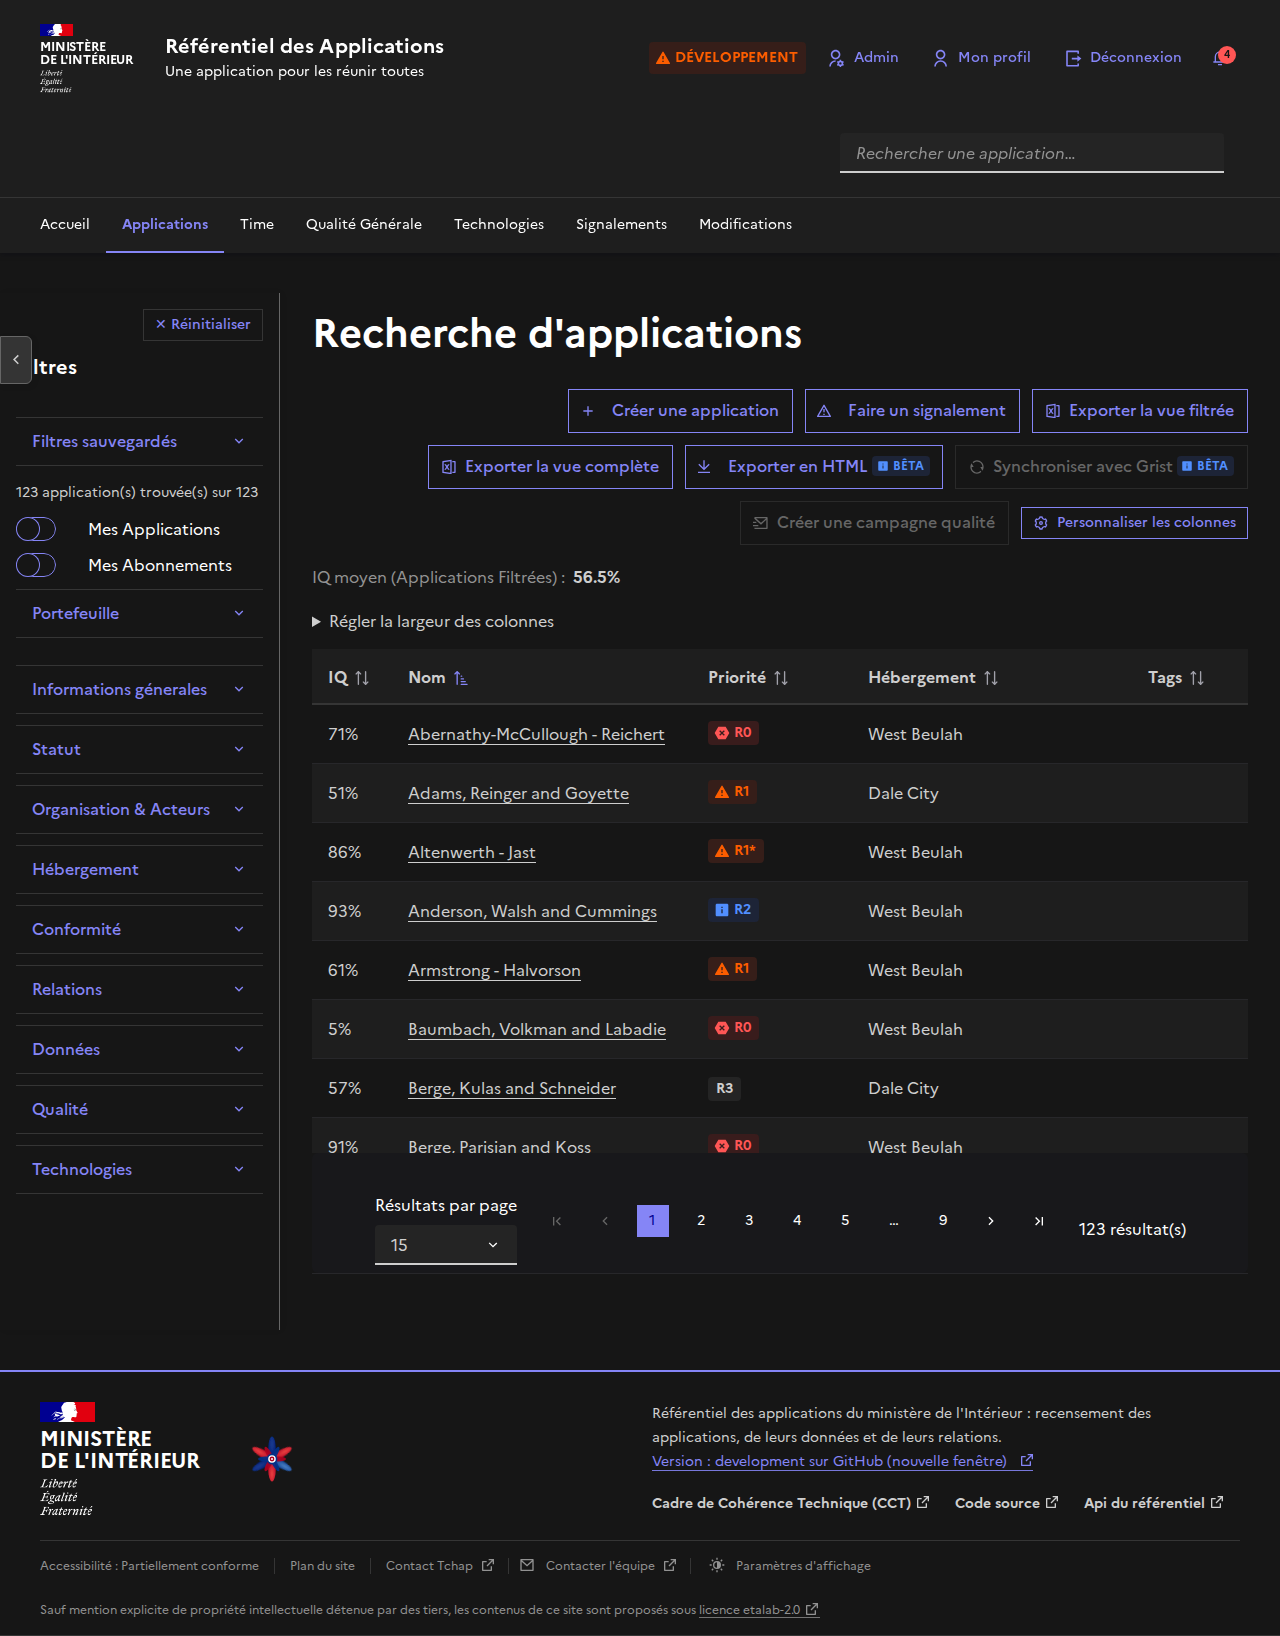 MINISTÈRE
DE L'INTÉRIEUR
Liberté
Égalité
Fraternité
Référentiel des Applications
Une application pour les réunir toutes
DÉVELOPPEMENT
Admin
Mon profil
Déconnexion
4
Rechercher une application…
Accueil
Applications
Time
Qualité Générale
Technologies
Signalements
Modifications
Réinitialiser
ltres
Filtres sauvegardés
123 application(s) trouvée(s) sur 123
Mes Applications
Mes Abonnements
Portefeuille
Informations génerales
Statut
Organisation & Acteurs
Hébergement
Conformité
Relations
Données
Qualité
Technologies
Recherche d'applications
Créer une application
Faire un signalement
Exporter la vue filtrée
Exporter la vue complète
Exporter en HTML BÊTA
Synchroniser avec Grist BÊTA
Créer une campagne qualité
Personnaliser les colonnes
IQ moyen (Applications Filtrées) : 56.5%
Régler la largeur des colonnes
IQ Nom Priorité Hébergement Tags
71% Abernathy-McCullough - Reichert R0 West Beulah
51% Adams, Reinger and Goyette R1 Dale City
86% Altenwerth - Jast R1* West Beulah
93% Anderson, Walsh and Cummings R2 West Beulah
61% Armstrong - Halvorson R1 West Beulah
5% Baumbach, Volkman and Labadie R0 West Beulah
57% Berge, Kulas and Schneider R3 Dale City
91% Berge, Parisian and Koss R0 West Beulah
Résultats par page
15
1 2 3 4 5 … 9
123 résultat(s)
MINISTÈRE
DE L'INTÉRIEUR
Liberté
Égalité
Fraternité
Référentiel des applications du ministère de l'Intérieur : recensement des
applications, de leurs données et de leurs relations.
Version : development sur GitHub (nouvelle fenêtre)
Cadre de Cohérence Technique (CCT)
Code source
Api du référentiel
Accessibilité : Partiellement conforme
Plan du site
Contact Tchap
Contacter l'équipe
Paramètres d'affichage
Sauf mention explicite de propriété intellectuelle détenue par des tiers, les contenus de ce site sont proposés sous licence etalab-2.0